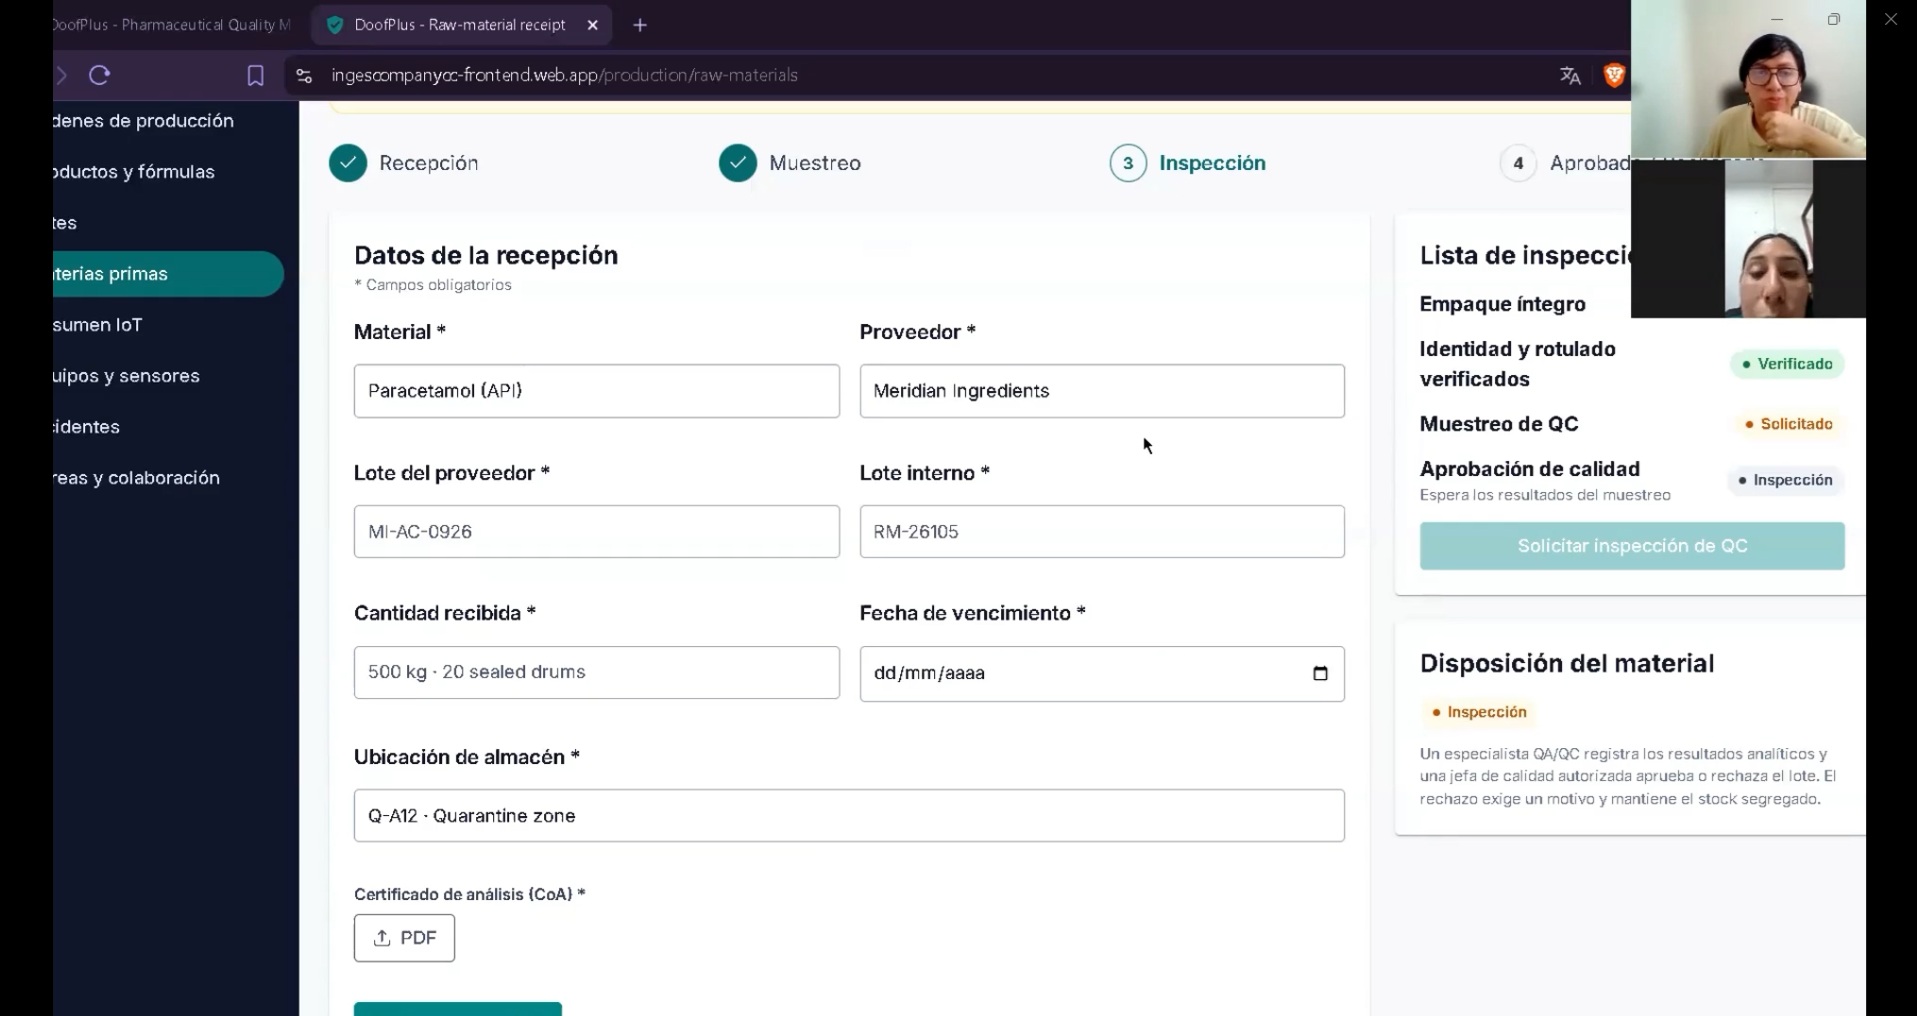 DoofPlus - Pharmaceutical Quality M
DoofPlus - Raw-material receipt
ingescompanycc-frontend.web.app/production/raw-materials
denes de producción
oductos y fórmulas
tes
terias primas
sumen IoT
uipos y sensores
cidentes
reas y colaboración
Recepción
Muestreo
3 Inspección
4
Datos de la recepción
* Campos obligatorios
Material *
Proveedor *
Paracetamol (API)
Meridian Ingredients
Lote del proveedor *
Lote interno *
MI-AC-0926
RM-26105
Cantidad recibida *
Fecha de vencimiento *
500 kg · 20 sealed drums
dd/mm/aaaa
Ubicación de almacén *
Q-A12 · Quarantine zone
Certificado de análisis (CoA) *
PDF
Lista de inspecci
Empaque íntegro
Identidad y rotulado
verificados
Verificado
Muestreo de QC
Solicitado
Aprobación de calidad
Espera los resultados del muestreo
Inspección
Solicitar inspección de QC
Disposición del material
Inspección
Un especialista QA/QC registra los resultados analíticos y
una jefa de calidad autorizada aprueba o rechaza el lote. El
rechazo exige un motivo y mantiene el stock segregado.